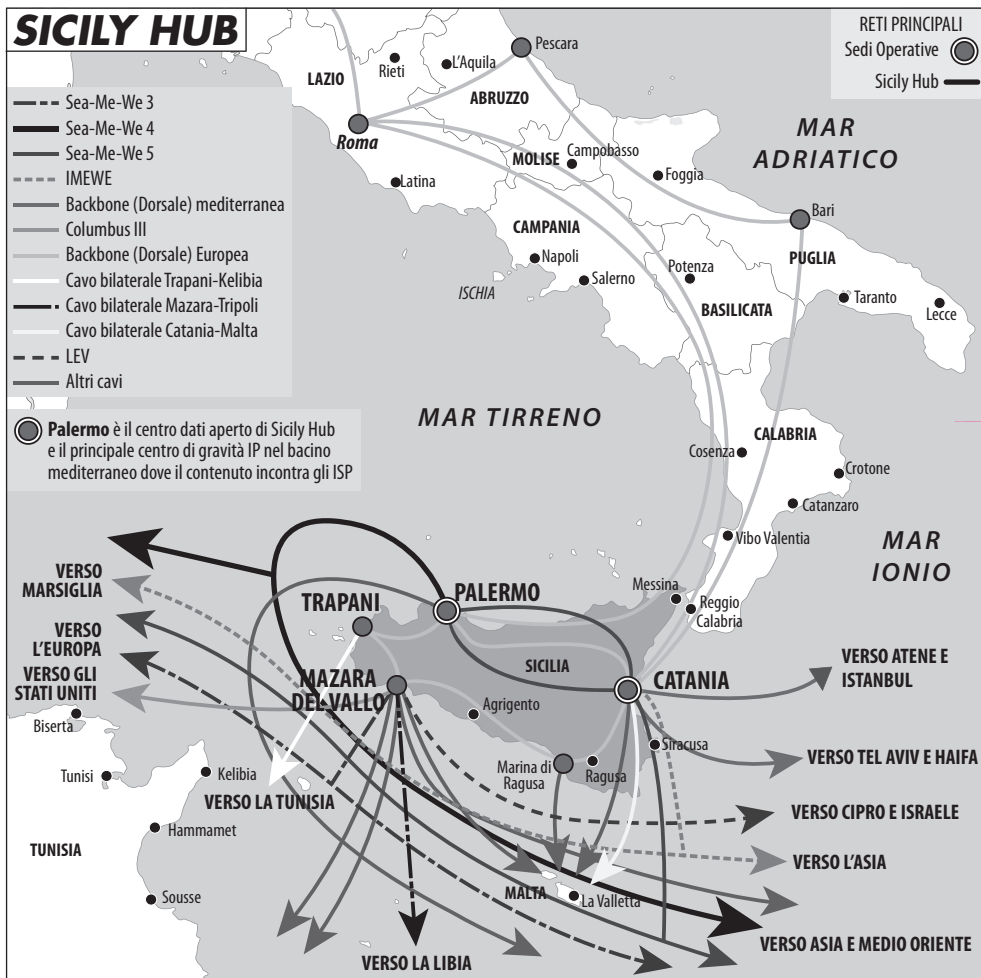 SICILY HUB
RETI PRINCIPALI
Sedi Operative
Sicily Hub
Sea-Me-We 3
Sea-Me-We 4
Sea-Me-We 5
IMEWE
Backbone (Dorsale) mediterranea
Columbus III
Backbone (Dorsale) Europea
Cavo bilaterale Trapani-Kelibia
Cavo bilaterale Mazara-Tripoli
Cavo bilaterale Catania-Malta
LEV
Altri cavi
Palermo è il centro dati aperto di Sicily Hub
e il principale centro di gravità IP nel bacino
mediterraneo dove il contenuto incontra gli ISP
Pescara
Rieti
L'Aquila
LAZIO
ABRUZZO
Roma
MAR
ADRIATICO
MOLISE
Campobasso
Foggia
Latina
Bari
CAMPANIA
PUGLIA
Napoli
Potenza
Salerno
ISCHIA
BASILICATA
Taranto
Lecce
MAR TIRRENO
CALABRIA
Cosenza
Crotone
Catanzaro
Vibo Valentia
MAR
IONIO
VERSO
MARSIGLIA
Messina
Reggio
Calabria
PALERMO
TRAPANI
VERSO
L'EUROPA
VERSO GLI
STATI UNITI
MAZARA
DEL VALLO
SICILIA
CATANIA
VERSO ATENE E
ISTANBUL
Agrigento
Siracusa
Biserta
Marina di
Ragusa
Ragusa
VERSO TEL AVIV E HAIFA
Tunisi
Kelibia
VERSO LA TUNISIA
VERSO CIPRO E ISRAELE
Hammamet
TUNISIA
VERSO L'ASIA
MALTA
La Valletta
Sousse
VERSO ASIA E MEDIO ORIENTE
VERSO LA LIBIA